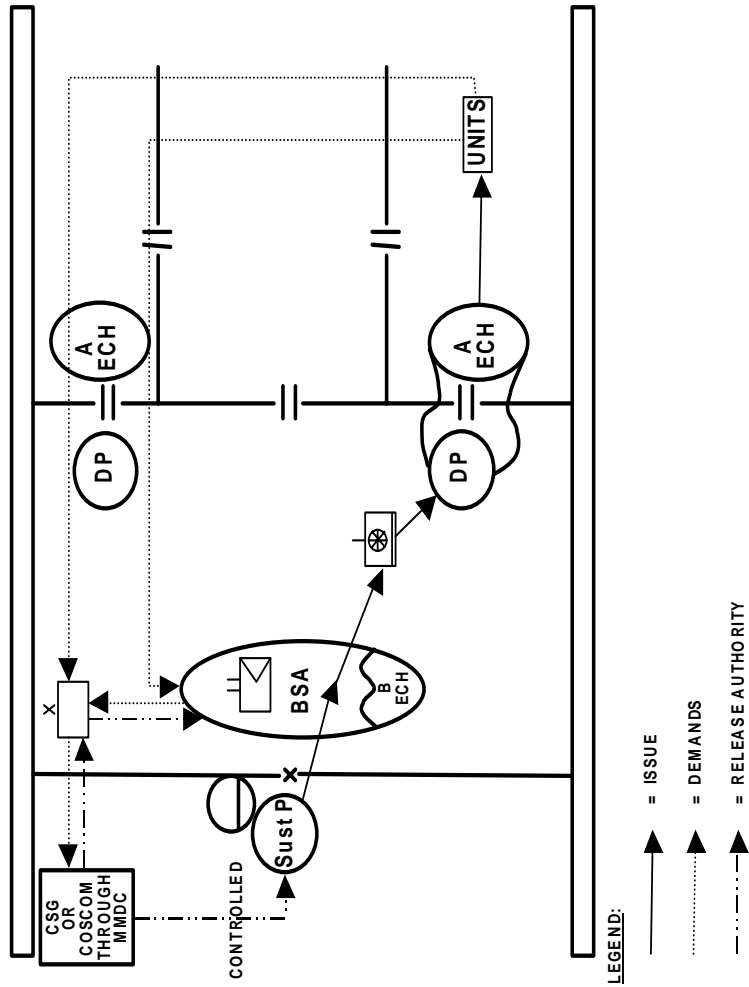 CSG
OR
COSCOM
THROUGH
MMDC
X
CONTROLLED
Sust P
X
BSA
B
ECH
DP
DP
A
ECH
A
ECH
UNITS
LEGEND:
= ISSUE
= DEMANDS
= RELEASE AUTHORITY